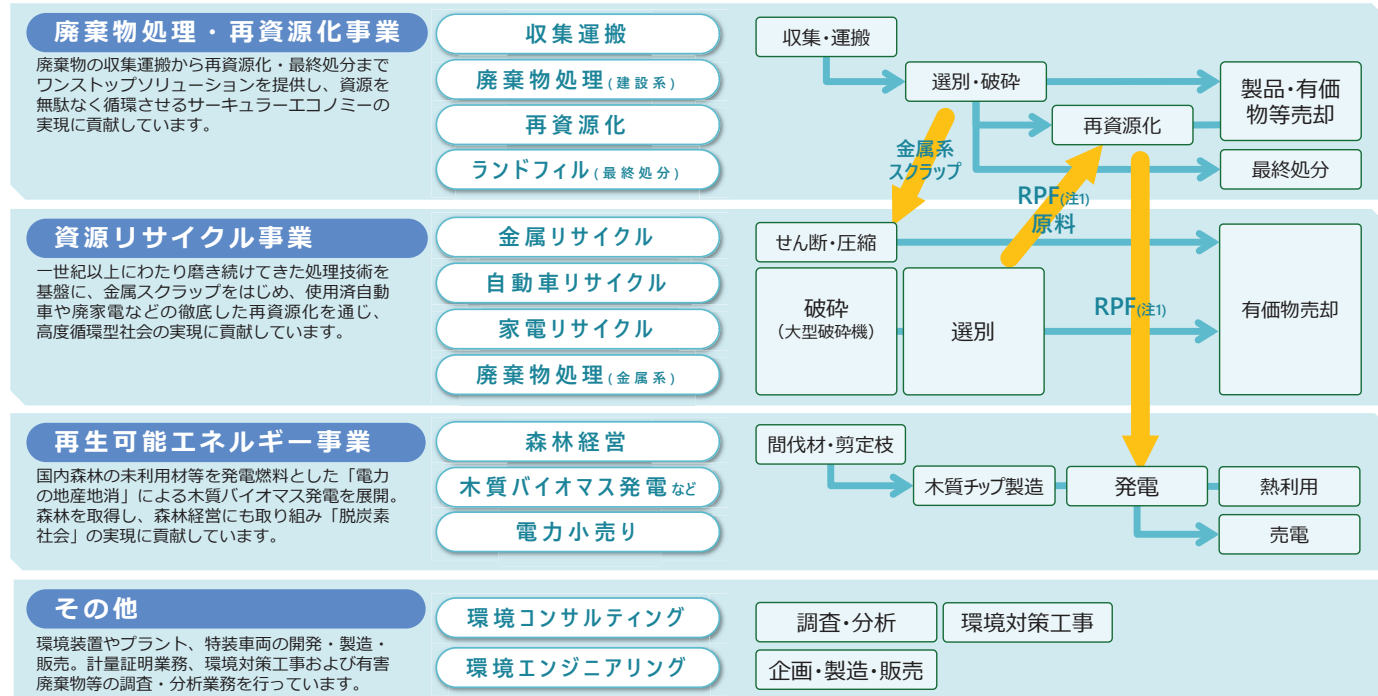 廃棄物処理・再資源化事業
廃棄物の収集運搬から再資源化・最終処分まで
ワンストップソリューションを提供し、資源を
無駄なく循環させるサーキュラーエコノミーの
実現に貢献しています。
収集運搬
廃棄物処理(建設系)
再資源化
ランドフィル(最終処分)
収集・運搬
選別・破砕
製品・有価
物等売却
再資源化
最終処分
金属系
スクラップ
RPF(注1)
原料
資源リサイクル事業
一世紀以上にわたり磨き続けてきた処理技術を
基盤に、金属スクラップをはじめ、使用済自動
車や廃家電などの徹底した再資源化を通じ、
高度循環型社会の実現に貢献しています。
金属リサイクル
自動車リサイクル
家電リサイクル
廃棄物処理(金属系)
せん断・圧縮
破砕
（大型破砕機）
選別
RPF(注1)
有価物売却
再生可能エネルギー事業
国内森林の未利用材等を発電燃料とした「電力
の地産地消」による木質バイオマス発電を展開。
森林を取得し、森林経営にも取り組み「脱炭素
社会」の実現に貢献しています。
森林経営
木質バイオマス発電など
電力小売り
間伐材・剪定枝
木質チップ製造
発電
熱利用
売電
その他
環境装置やプラント、特装車両の開発・製造・
販売。計量証明業務、環境対策工事および有害
廃棄物等の調査・分析業務を行っています。
環境コンサルティング
環境エンジニアリング
調査・分析
環境対策工事
企画・製造・販売